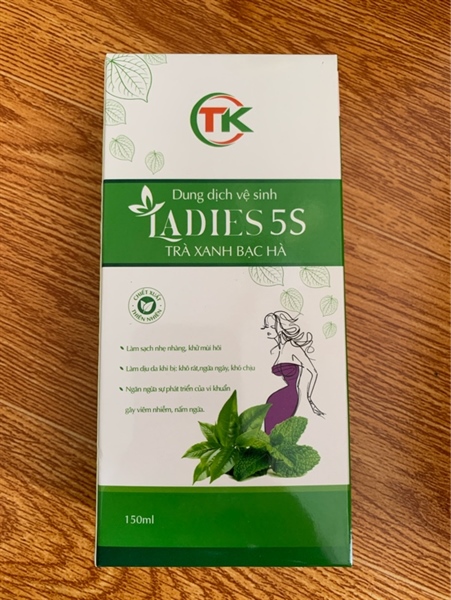 TK
Dung dịch vệ sinh
LADIES 5S
TRÀ XANH BẠC HÀ
CHIẾT XUẤT
THIÊN NHIÊN
Làm sạch nhẹ nhàng, khử mùi hôi
Làm dịu da khi bị: khô rát,ngứa ngáy, khó chịu
Ngăn ngừa sự phát triển của vi khuẩn
gây viêm nhiễm, nấm ngứa.
150ml